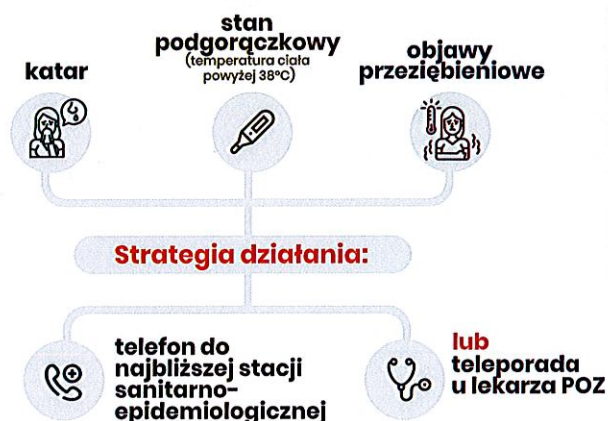 katar
stan
podgorączkowy
(temperatura ciała
powyżej 38°C)
objawy
przeziębieniowe
Strategia działania:
telefon do
najbliższej stacji
sanitarno-
epidemiologicznej
lub
teleporada
u lekarza POZ